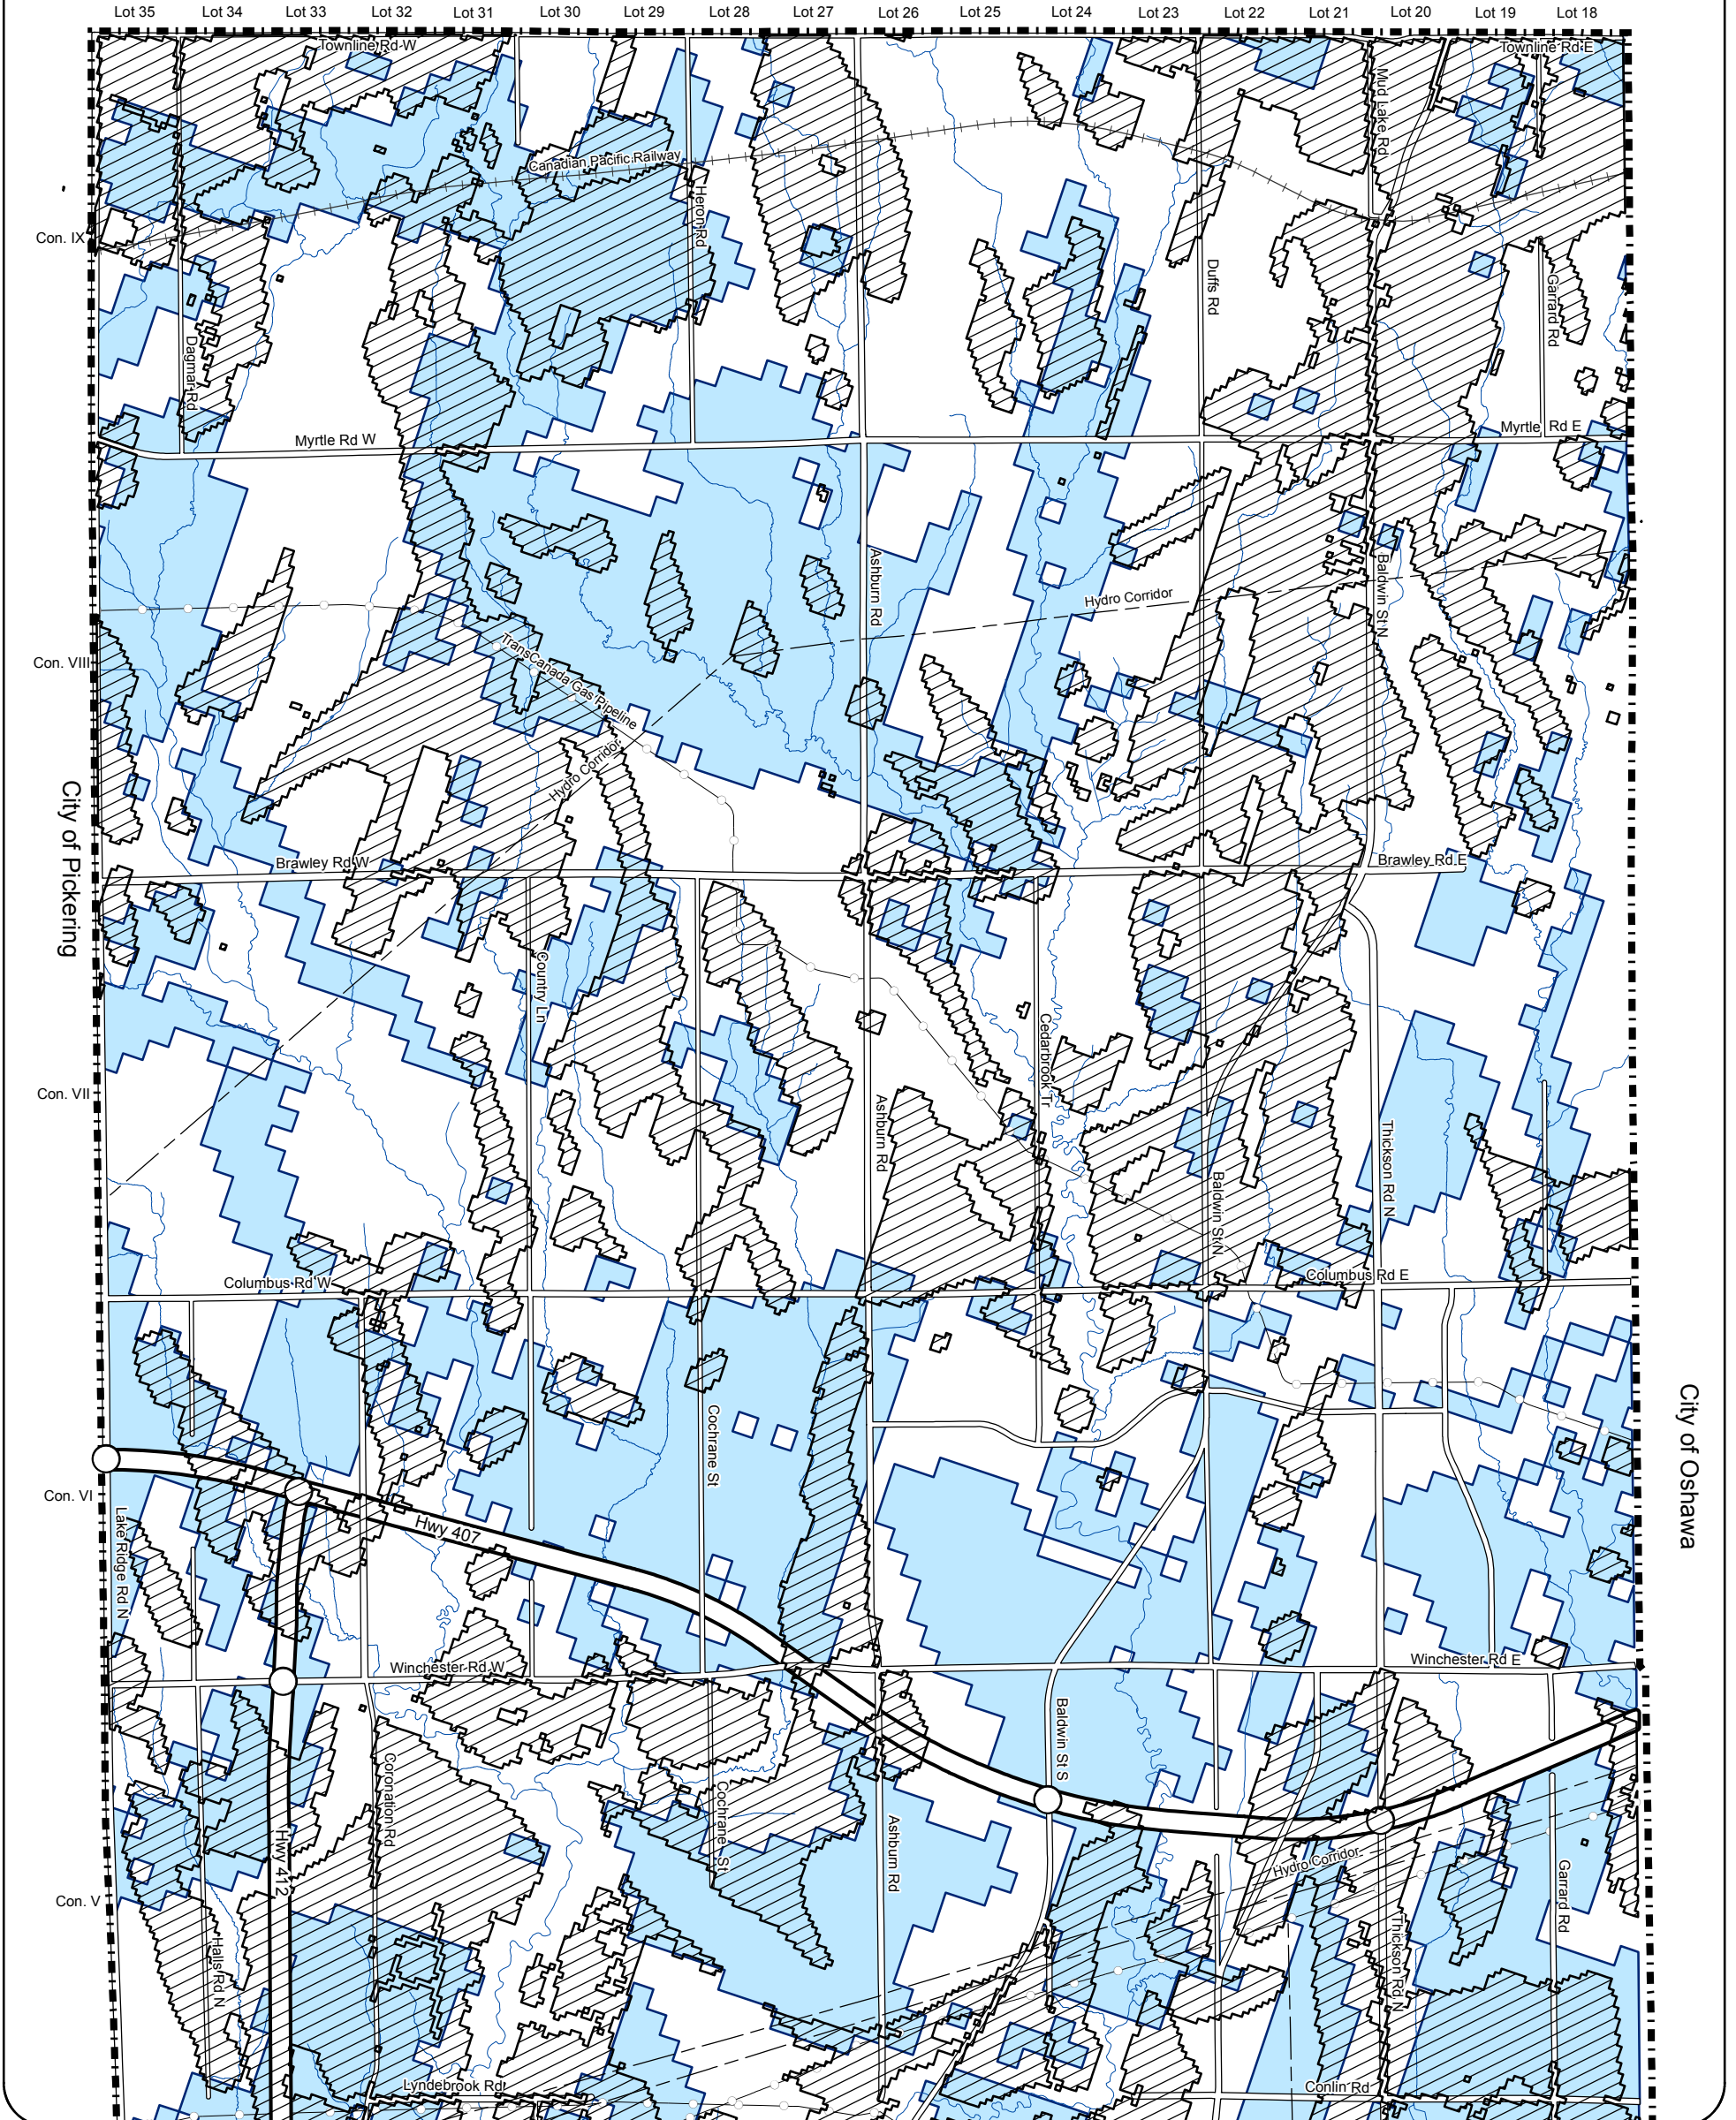 Lot 35 Lot 34 Lot 33 Lot 32 Lot 31 Lot 30 Lot 29 Lot 28 Lot 27 Lot 26 Lot 25 Lot 24 Lot 23 Lot 22 Lot 21 Lot 20 Lot 19 Lot 18
Townline Rd W
Townline Rd E
Mud Lake Rd
Canadian Pacific Railway
Heron Rd
Con. IX
Duffs Rd
Garrard Rd
Dagmar Rd
Myrtle Rd W
Myrtle Rd E
Ashburn Rd
Baldwin St N
Hydro Corridor
Con. VIII
TransCanada Gas Pipeline
Hydro Corridor
City of Pickering
Brawley Rd W
Brawley Rd E
Country Ln
Cedarbrook Tr
Con. VII
Ashburn Rd
Thickson Rd N
Baldwin St N
Columbus Rd W
Columbus Rd E
City of Oshawa
Cochrane St
Con. VI
Lake Ridge Rd N
Hwy 407
Winchester Rd W
Winchester Rd E
Baldwin St S
Coronation Rd
Cochrane St
Ashburn Rd
Hwy 412
Hydro Corridor
Garrard Rd
Con. V
Halls Rd N
Thickson Rd N
Lyndebrook Rd
Conlin Rd